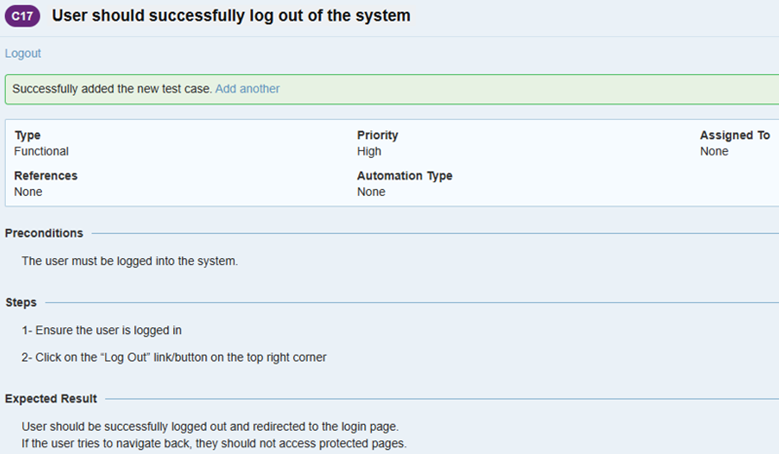 C17 User should successfully log out of the system
Logout
Successfully added the new test case. Add another
Type Priority Assigned To
Functional High None
References Automation Type
None None
Preconditions
The user must be logged into the system.
Steps
1- Ensure the user is logged in
2- Click on the “Log Out” link/button on the top right corner
Expected Result
User should be successfully logged out and redirected to the login page.
If the user tries to navigate back, they should not access protected pages.